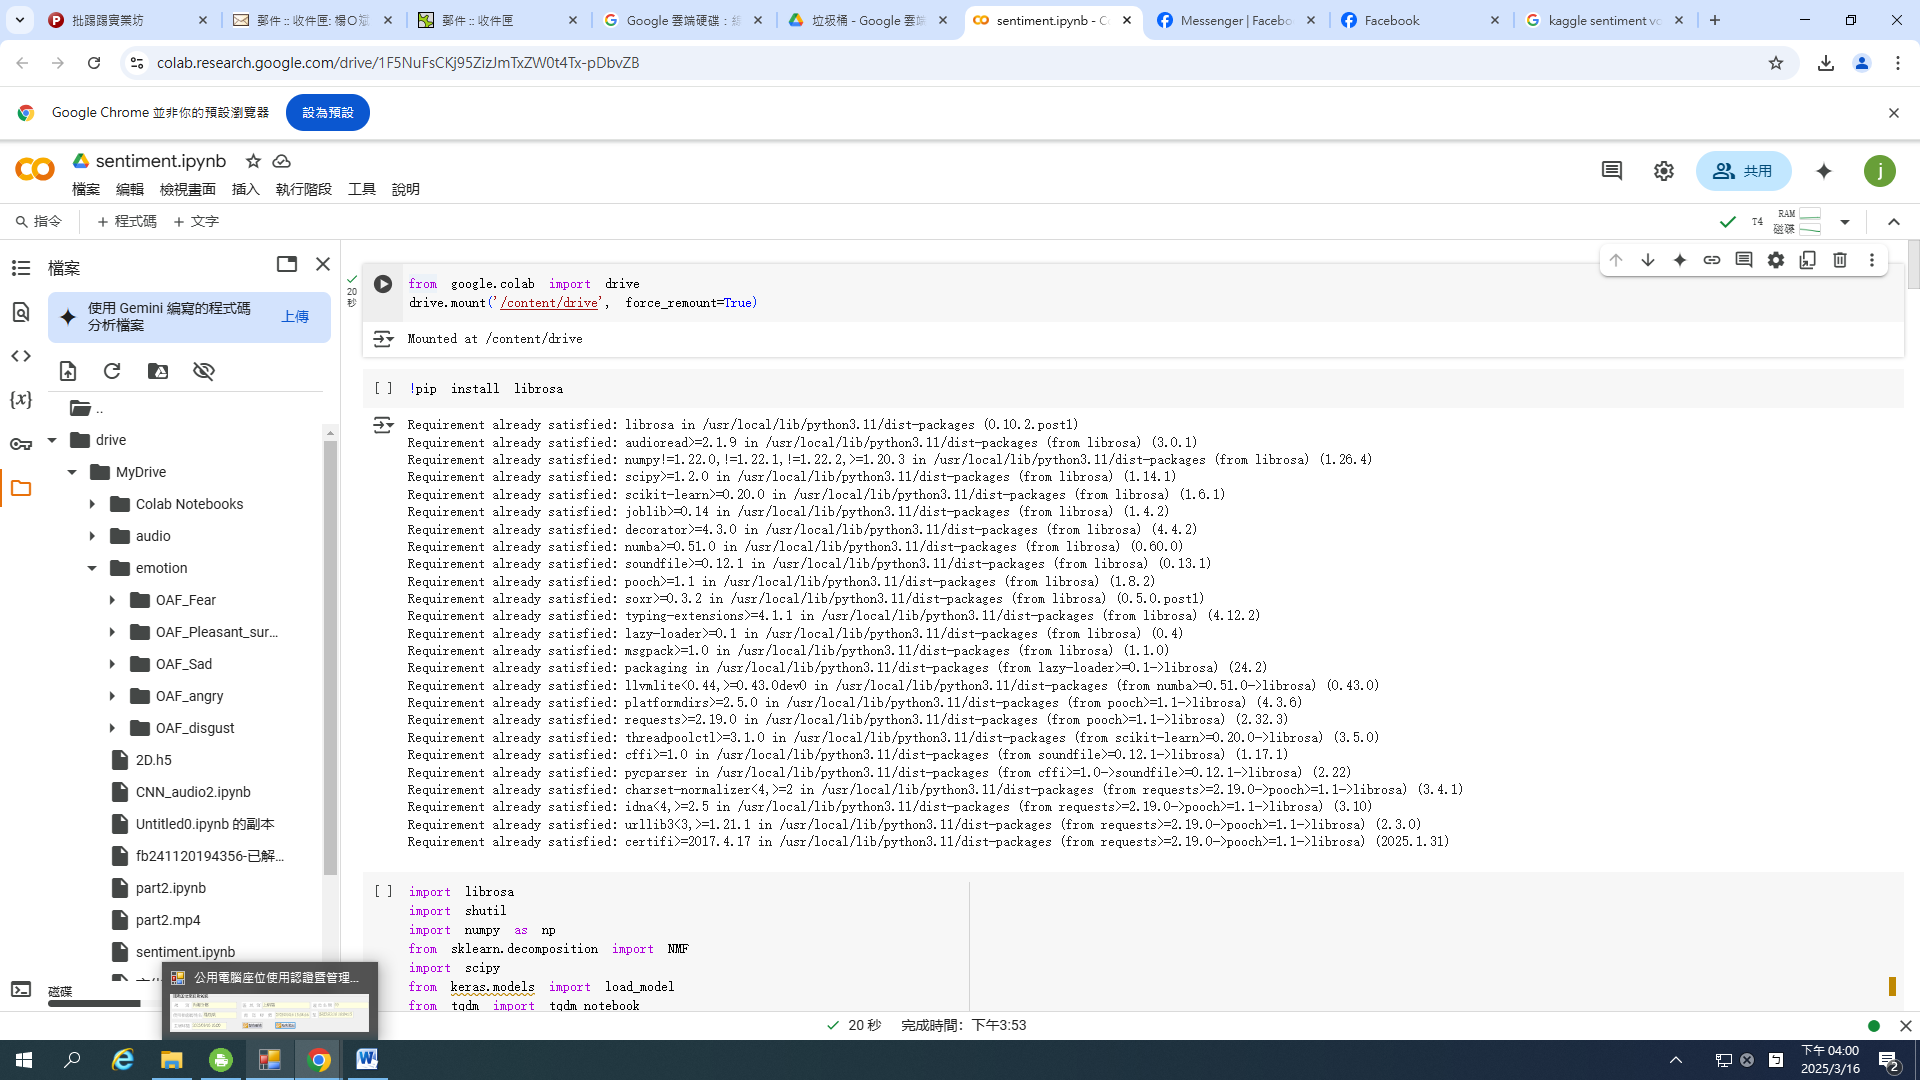 批踢踢實業坊
郵件 :: 收件匣: 楊O
郵件 :: 收件匣
Google 雲端硬碟：
垃圾桶 - Google 雲端
sentiment.ipynb - C
Messenger | Facebo
Facebook
kaggle sentiment vo
colab.research.google.com/drive/1F5NuFsCKj95ZizJmTxZW0t4Tx-pDbvZB
Google Chrome 並非你的預設瀏覽器
設為預設
sentiment.ipynb
檔案 編輯 檢視畫面 插入 執行階段 工具 說明
共用
j
指令 + 程式碼 + 文字
T4
RAM
磁碟
檔案
使用 Gemini 編寫的程式碼
分析檔案
上傳
..
drive
MyDrive
Colab Notebooks
audio
emotion
OAF_Fear
OAF_Pleasant_sur...
OAF_Sad
OAF_angry
OAF_disgust
2D.h5
CNN_audio2.ipynb
Untitled0.ipynb 的副本
fb241120194356-已解...
part2.ipynb
part2.mp4
sentiment.ipynb
磁碟
20
秒
from google.colab import drive
drive.mount('/content/drive', force_remount=True)
Mounted at /content/drive
[ ] !pip install librosa
Requirement already satisfied: librosa in /usr/local/lib/python3.11/dist-packages (0.10.2.post1)
Requirement already satisfied: audioread>=2.1.9 in /usr/local/lib/python3.11/dist-packages (from librosa) (3.0.1)
Requirement already satisfied: numpy!=1.22.0,!=1.22.1,!=1.22.2,>=1.20.3 in /usr/local/lib/python3.11/dist-packages (from librosa) (1.26.4)
Requirement already satisfied: scipy>=1.2.0 in /usr/local/lib/python3.11/dist-packages (from librosa) (1.14.1)
Requirement already satisfied: scikit-learn>=0.20.0 in /usr/local/lib/python3.11/dist-packages (from librosa) (1.6.1)
Requirement already satisfied: joblib>=0.14 in /usr/local/lib/python3.11/dist-packages (from librosa) (1.4.2)
Requirement already satisfied: decorator>=4.3.0 in /usr/local/lib/python3.11/dist-packages (from librosa) (4.4.2)
Requirement already satisfied: numba>=0.51.0 in /usr/local/lib/python3.11/dist-packages (from librosa) (0.60.0)
Requirement already satisfied: soundfile>=0.12.1 in /usr/local/lib/python3.11/dist-packages (from librosa) (0.13.1)
Requirement already satisfied: pooch>=1.1 in /usr/local/lib/python3.11/dist-packages (from librosa) (1.8.2)
Requirement already satisfied: soxr>=0.3.2 in /usr/local/lib/python3.11/dist-packages (from librosa) (0.5.0.post1)
Requirement already satisfied: typing-extensions>=4.1.1 in /usr/local/lib/python3.11/dist-packages (from librosa) (4.12.2)
Requirement already satisfied: lazy-loader>=0.1 in /usr/local/lib/python3.11/dist-packages (from librosa) (0.4)
Requirement already satisfied: msgpack>=1.0 in /usr/local/lib/python3.11/dist-packages (from librosa) (1.1.0)
Requirement already satisfied: packaging in /usr/local/lib/python3.11/dist-packages (from lazy-loader>=0.1->librosa) (24.2)
Requirement already satisfied: llvmlite<0.44,>=0.43.0dev0 in /usr/local/lib/python3.11/dist-packages (from numba>=0.51.0->librosa) (0.43.0)
Requirement already satisfied: platformdirs>=2.5.0 in /usr/local/lib/python3.11/dist-packages (from pooch>=1.1->librosa) (4.3.6)
Requirement already satisfied: requests>=2.19.0 in /usr/local/lib/python3.11/dist-packages (from pooch>=1.1->librosa) (2.32.3)
Requirement already satisfied: threadpoolctl>=3.1.0 in /usr/local/lib/python3.11/dist-packages (from scikit-learn>=0.20.0->librosa) (3.5.0)
Requirement already satisfied: cffi>=1.0 in /usr/local/lib/python3.11/dist-packages (from soundfile>=0.12.1->librosa) (1.17.1)
Requirement already satisfied: pycparser in /usr/local/lib/python3.11/dist-packages (from cffi>=1.0->soundfile>=0.12.1->librosa) (2.22)
Requirement already satisfied: charset-normalizer<4,>=2 in /usr/local/lib/python3.11/dist-packages (from requests>=2.19.0->pooch>=1.1->librosa) (3.4.1)
Requirement already satisfied: idna<4,>=2.5 in /usr/local/lib/python3.11/dist-packages (from requests>=2.19.0->pooch>=1.1->librosa) (3.10)
Requirement already satisfied: urllib3<3,>=1.21.1 in /usr/local/lib/python3.11/dist-packages (from requests>=2.19.0->pooch>=1.1->librosa) (2.3.0)
Requirement already satisfied: certifi>=2017.4.17 in /usr/local/lib/python3.11/dist-packages (from requests>=2.19.0->pooch>=1.1->librosa) (2025.1.31)
[ ] import librosa
import shutil
import numpy as np
from sklearn.decomposition import NMF
import scipy
from keras.models import load_model
from tqdm import tqdm_notebook
公用電腦座位使用認證暨管理...
20 秒 完成時間：下午3:53
下午 04:00
2025/3/16
2